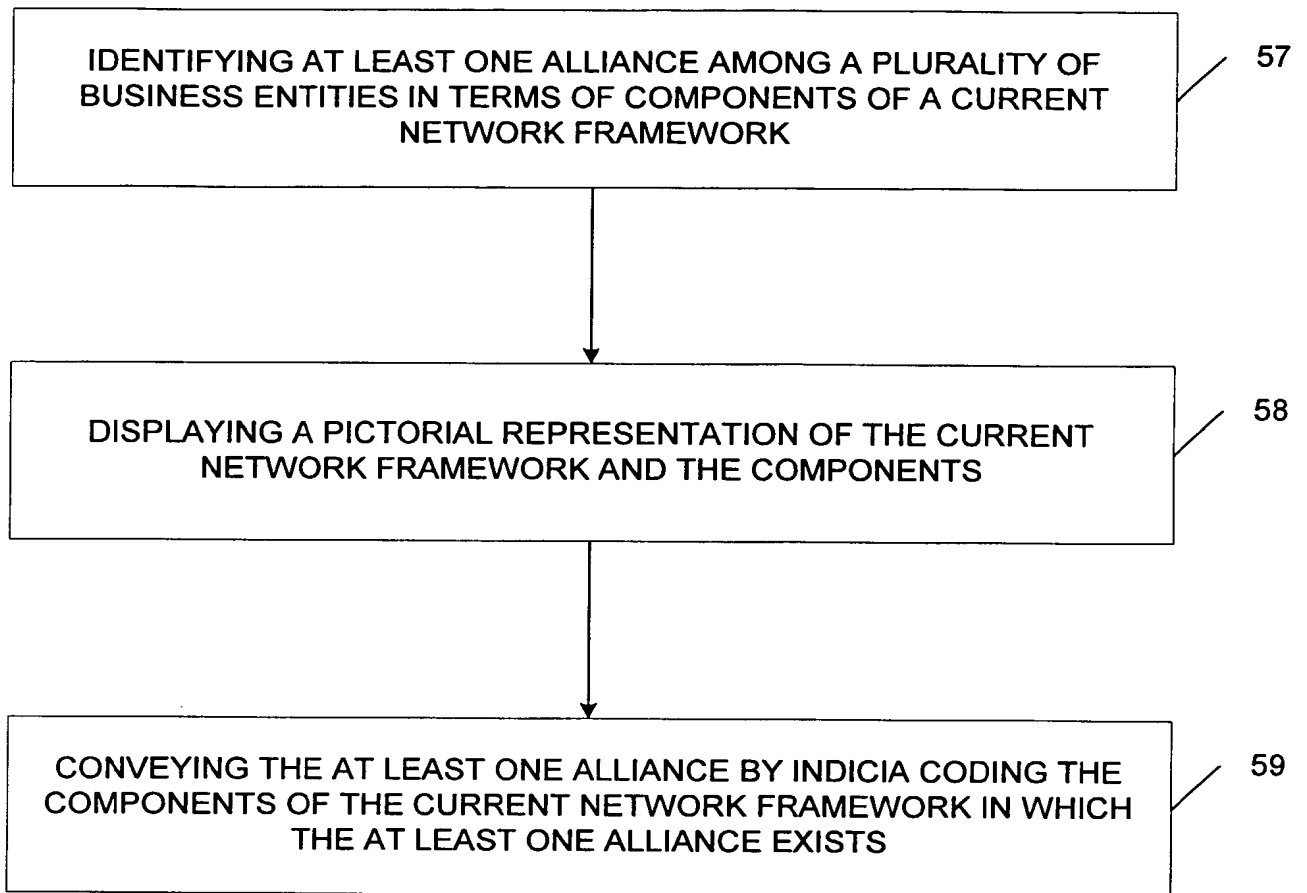 IDENTIFYING AT LEAST ONE ALLIANCE AMONG A PLURALITY OF
BUSINESS ENTITIES IN TERMS OF COMPONENTS OF A CURRENT
NETWORK FRAMEWORK
57
DISPLAYING A PICTORIAL REPRESENTATION OF THE CURRENT
NETWORK FRAMEWORK AND THE COMPONENTS
58
CONVEYING THE AT LEAST ONE ALLIANCE BY INDICIA CODING THE
COMPONENTS OF THE CURRENT NETWORK FRAMEWORK IN WHICH
THE AT LEAST ONE ALLIANCE EXISTS
59